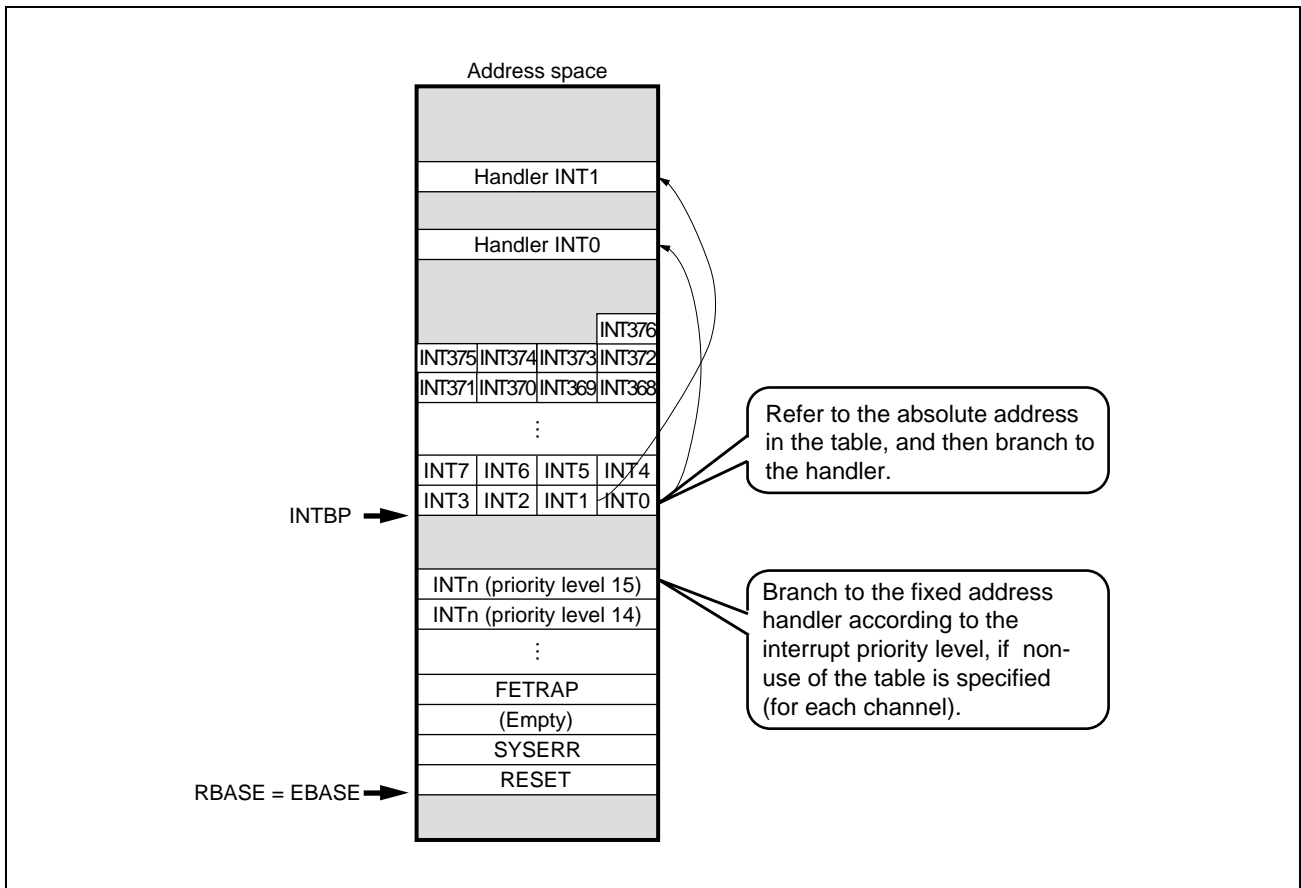 Address space
Handler INT1
Handler INT0
INT376
INT375 INT374 INT373 INT372
INT371 INT370 INT369 INT368
⋮
INT7 INT6 INT5 INT4
INT3 INT2 INT1 INT0
INTBP
Refer to the absolute address
in the table, and then branch to
the handler.
INTn (priority level 15)
INTn (priority level 14)
⋮
FETRAP
(Empty)
SYSERR
RESET
RBASE = EBASE
Branch to the fixed address
handler according to the
interrupt priority level, if non-
use of the table is specified
(for each channel).